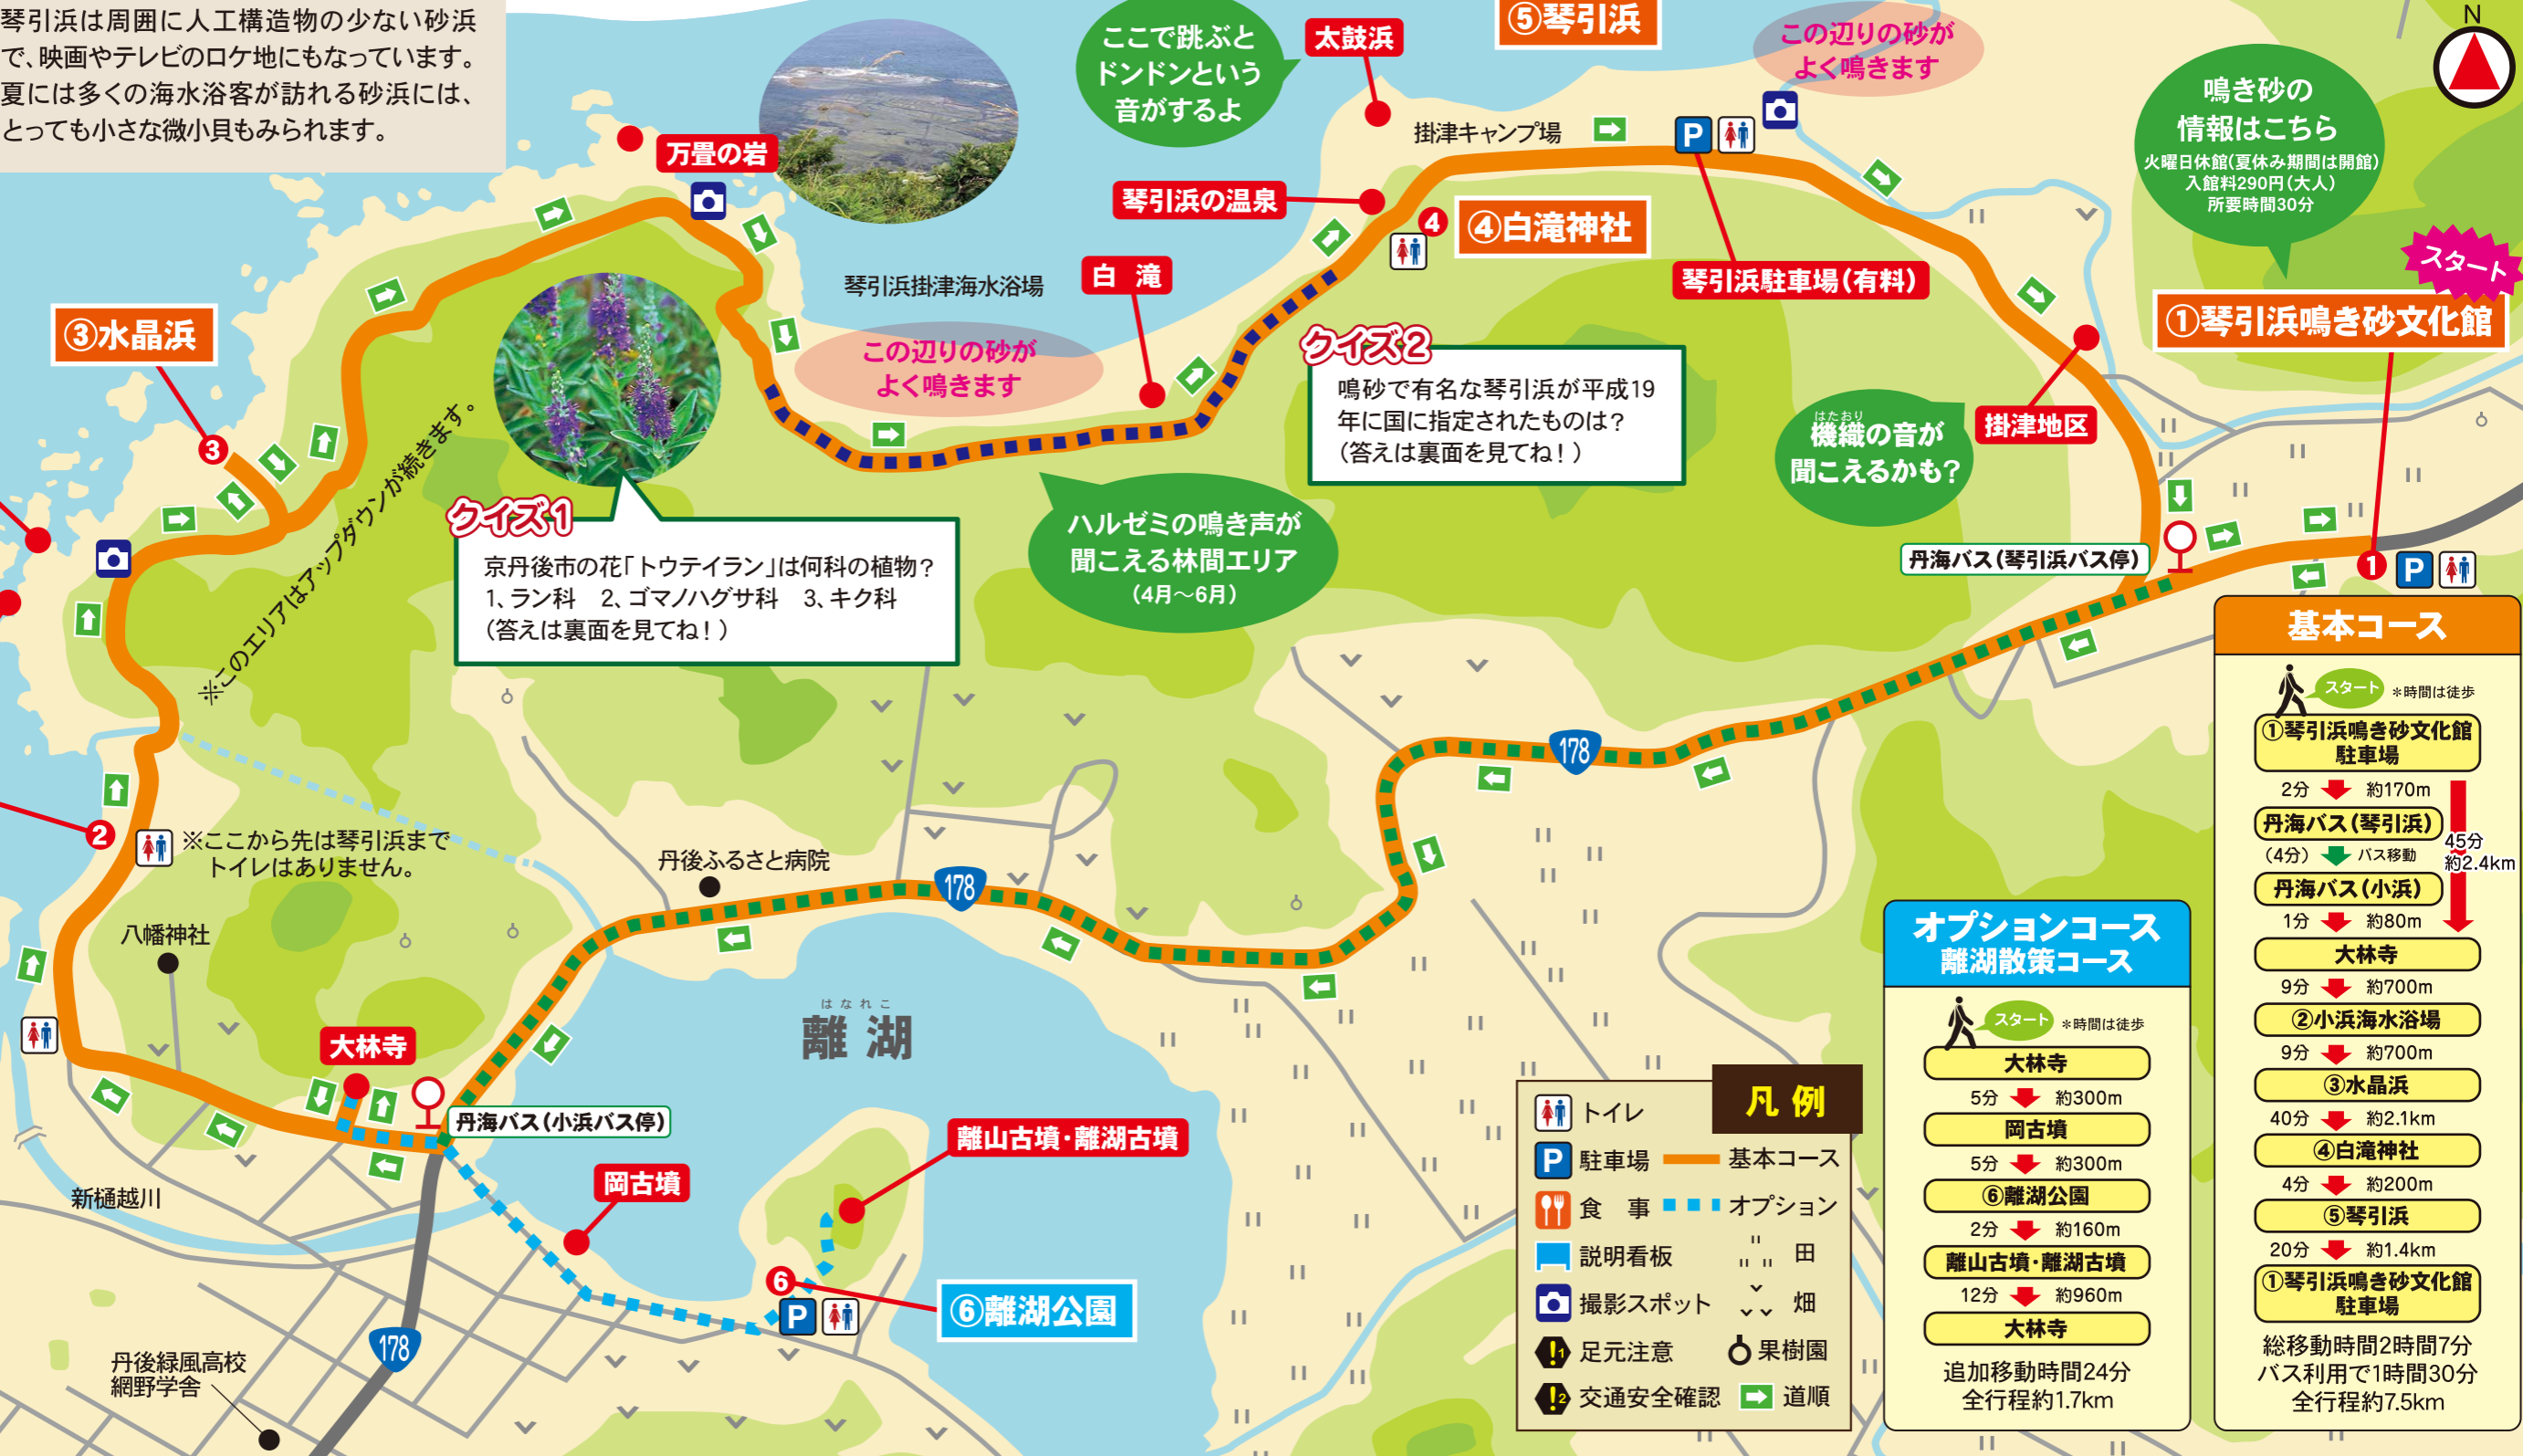 琴引浜は周囲に人工構造物の少ない砂浜
で、映画やテレビのロケ地にもなっています。
夏には多くの海水浴客が訪れる砂浜には、
とっても小さな微小貝もみられます。
万畳の岩
ここで跳ぶと
ドンドンという
音がするよ
太鼓浜
⑤琴引浜
この辺りの砂が
よく鳴きます
N
鳴き砂の
情報はこちら
火曜日休館(夏休み期間は開館)
入館料290円(大人)
所要時間30分
スタート
①琴引浜鳴き砂文化館
掛津キャンプ場
P
琴引浜の温泉
4
④白滝神社
琴引浜駐車場(有料)
白 滝
琴引浜掛津海水浴場
この辺りの砂が
よく鳴きます
③水晶浜
3
※このエリアはアップダウンが続きます。
クイズ1
京丹後市の花「トウテイラン」は何科の植物?
1、ラン科 2、ゴマノハグサ科 3、キク科
(答えは裏面を見てね!)
クイズ2
鳴砂で有名な琴引浜が平成19
年に国に指定されたものは?
(答えは裏面を見てね!)
はたおり
機織の音が
聞こえるかも?
掛津地区
ハルゼミの鳴き声が
聞こえる林間エリア
(4月〜6月)
丹海バス(琴引浜バス停)
1
P
2
※ここから先は琴引浜まで
トイレはありません。
丹後ふるさと病院
178
178
八幡神社
大林寺
丹海バス(小浜バス停)
はなれこ
離 湖
離山古墳・離湖古墳
岡古墳
6
P
⑥離湖公園
新樋越川
178
丹後緑風高校
網野学舎
凡 例
トイレ
P 駐車場 基本コース
食 事 オプション
説明看板 田
撮影スポット 畑
!1 足元注意 果樹園
!2 交通安全確認 道順
オプションコース
離湖散策コース
スタート *時間は徒歩
大林寺
5分 約300m
岡古墳
5分 約300m
⑥離湖公園
2分 約160m
離山古墳・離湖古墳
12分 約960m
大林寺
追加移動時間24分
全行程約1.7km
基本コース
スタート *時間は徒歩
①琴引浜鳴き砂文化館
駐車場
2分 約170m
丹海バス(琴引浜)
(4分) バス移動
45分
約2.4km
丹海バス(小浜)
1分 約80m
大林寺
9分 約700m
②小浜海水浴場
9分 約700m
③水晶浜
40分 約2.1km
④白滝神社
4分 約200m
⑤琴引浜
20分 約1.4km
①琴引浜鳴き砂文化館
駐車場
総移動時間2時間7分
バス利用で1時間30分
全行程約7.5km